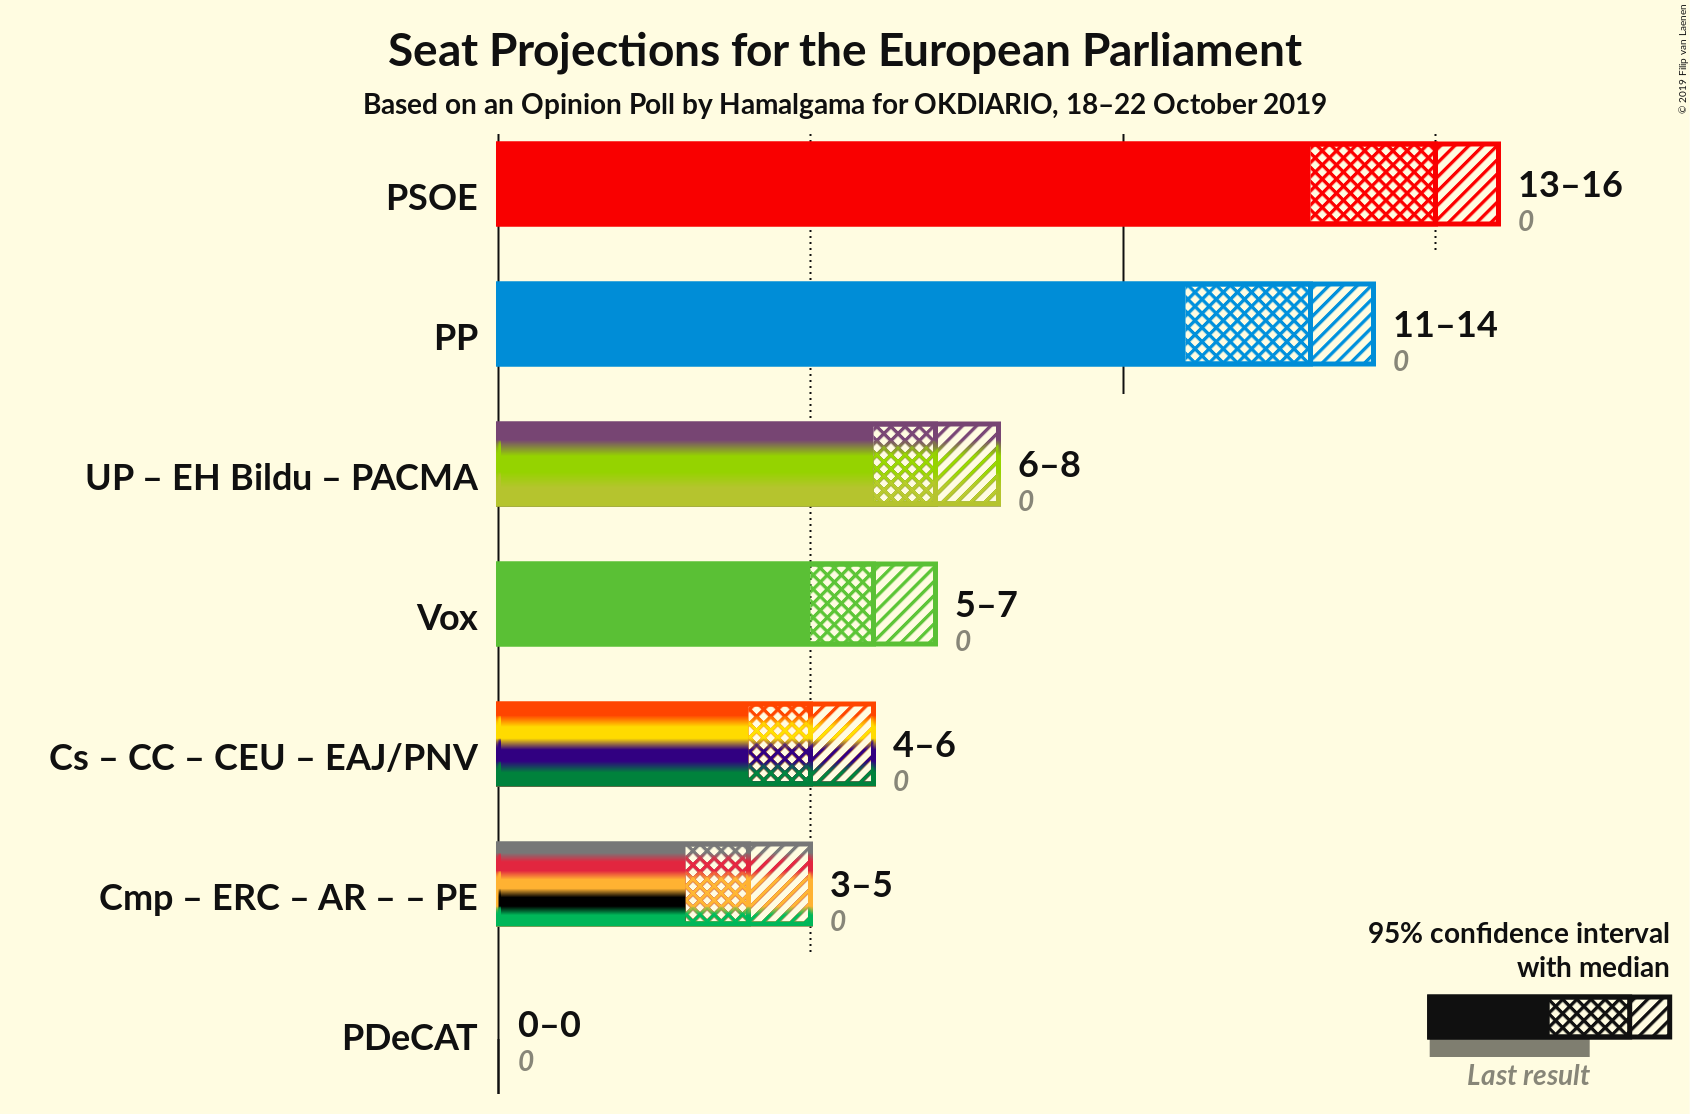 Seat Projections for the European Parliament
Based on an Opinion Poll by Hamalgama for OKDIARIO, 18–22 October 2019
© 2019 Filip van Laenen
PSOE
13–16
0
PP
11–14
0
UP – EH Bildu – PACMA
6–8
0
Vox
5–7
0
Cs – CC – CEU – EAJ/PNV
4–6
0
Cmp – ERC – AR – – PE
3–5
0
PDeCAT
0–0
0
95% confidence interval
with median
Last result